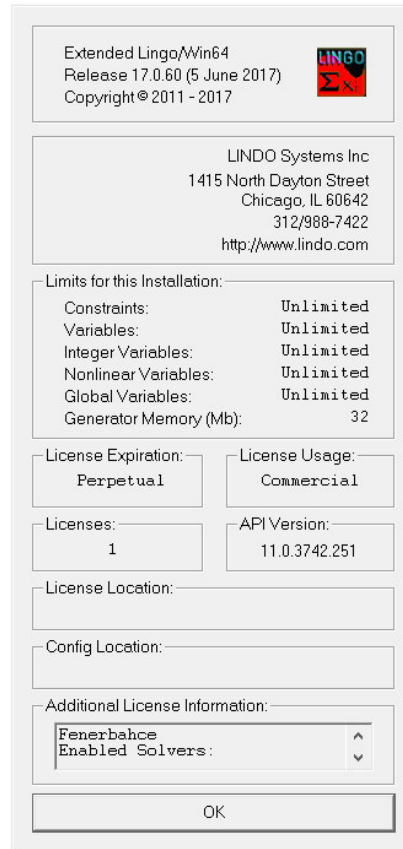 Extended Lingo/Win64
Release 17.0.60 (5 June 2017)
Copyright © 2011 - 2017
LINGO
Σxi
LINDO Systems Inc
1415 North Dayton Street
Chicago, IL 60642
312/988-7422
http://www.lindo.com
Limits for this Installation:
Constraints: Unlimited
Variables: Unlimited
Integer Variables: Unlimited
Nonlinear Variables: Unlimited
Global Variables: Unlimited
Generator Memory (Mb): 32
License Expiration:
Perpetual
License Usage:
Commercial
Licenses:
1
API Version:
11.0.3742.251
License Location:
Config Location:
Additional License Information:
Fenerbahce
Enabled Solvers:
OK